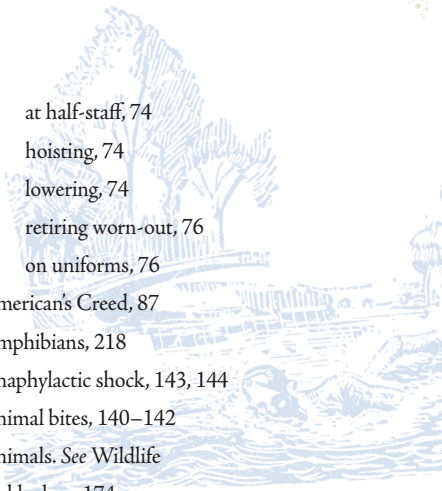 at half-staff, 74
hoisting, 74
lowering, 74
retiring worn-out, 76
on uniforms, 76
merican's Creed, 87
mphibians, 218
naphylactic shock, 143, 144
nimal bites, 140–142
nimals. See Wildlife
174